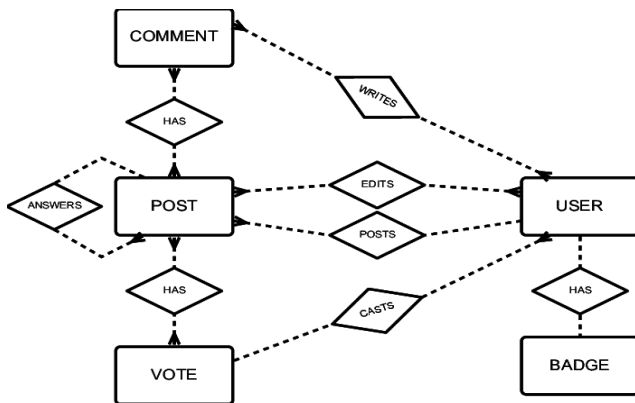 COMMENT
WRITES
HAS
EDITS
ANSWERS
POST
USER
POSTS
HAS
HAS
CASTS
VOTE
BADGE